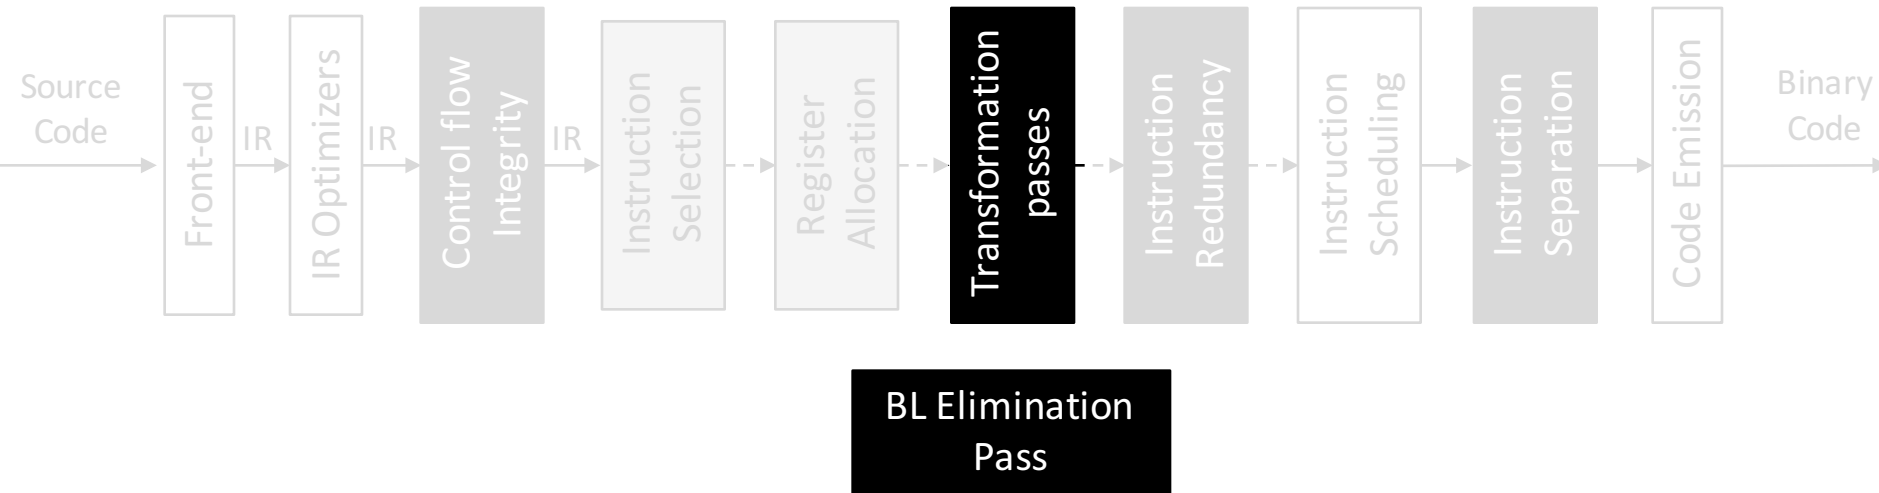 Source
Code
Front-end
IR
IR Optimizers
IR
Control flow
Integrity
IR
Instruction
Selection
Register
Allocation
Transformation
passes
Instruction
Redundancy
Instruction
Scheduling
Instruction
Separation
Code Emission
Binary
Code
BL Elimination
Pass